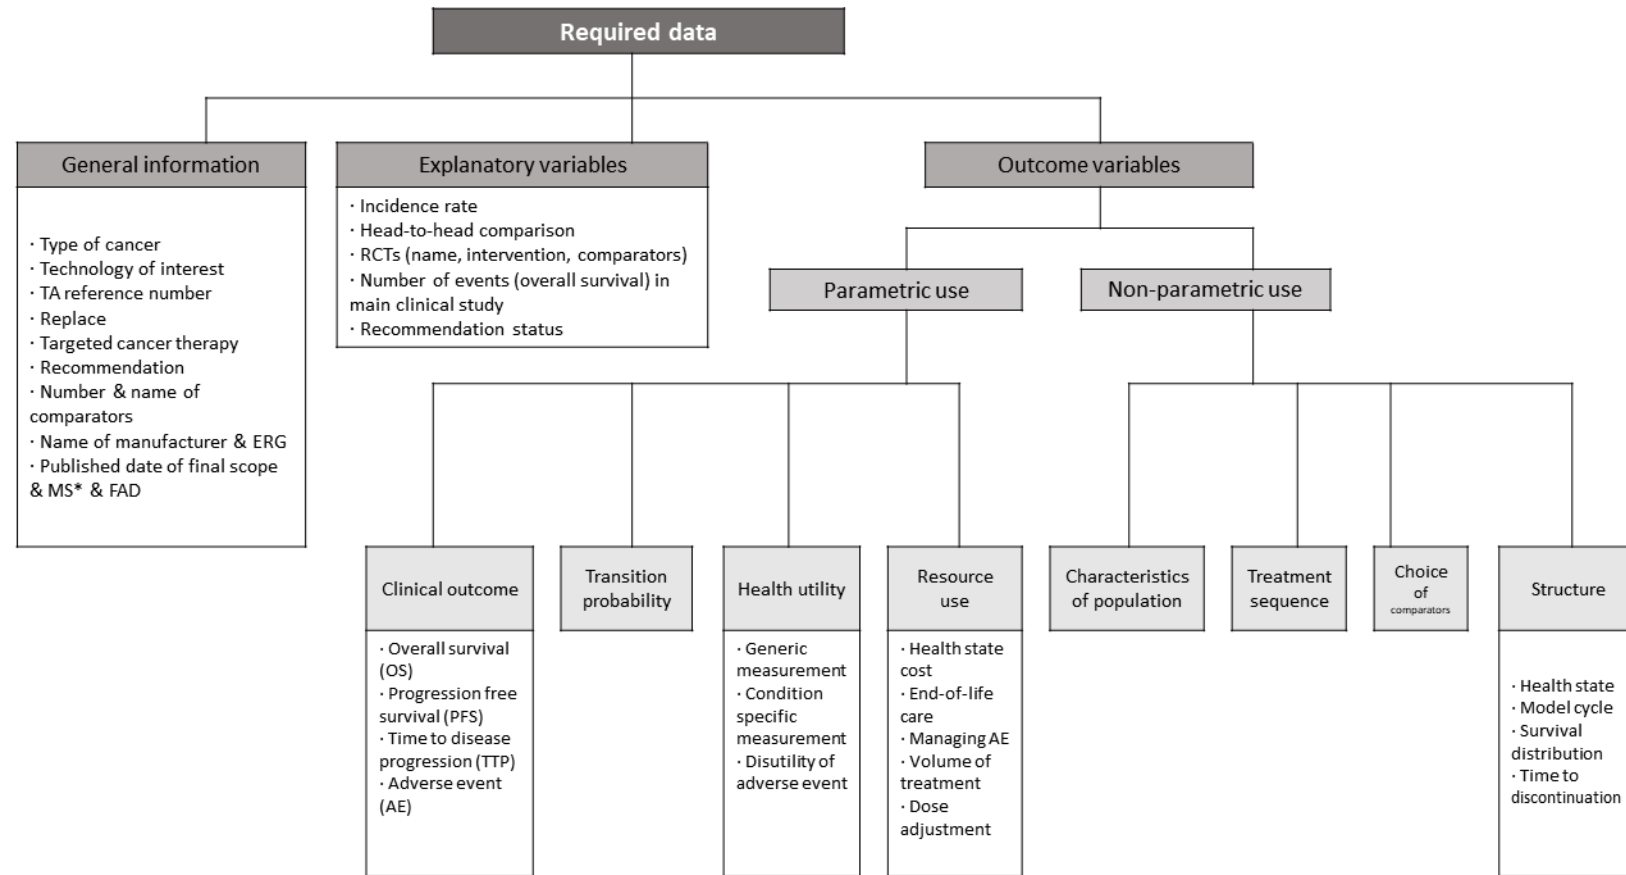 Required data
General information
· Type of cancer
· Technology of interest
· TA reference number
· Replace
· Targeted cancer therapy
· Recommendation
· Number & name of
comparators
· Name of manufacturer & ERG
· Published date of final scope
& MS* & FAD
Explanatory variables
· Incidence rate
· Head-to-head comparison
· RCTs (name, intervention, comparators)
· Number of events (overall survival) in
main clinical study
· Recommendation status
Outcome variables
Parametric use
Non-parametric use
Clinical outcome
· Overall survival
(OS)
· Progression free
survival (PFS)
· Time to disease
progression (TTP)
· Adverse event
(AE)
Transition
probability
Health utility
· Generic
measurement
· Condition
specific
measurement
· Disutility of
adverse event
Resource
use
· Health state
cost
· End-of-life
care
· Managing AE
· Volume of
treatment
· Dose
adjustment
Characteristics
of population
Treatment
sequence
Choice
of
comparators
Structure
· Health state
· Model cycle
· Survival
distribution
· Time to
discontinuation